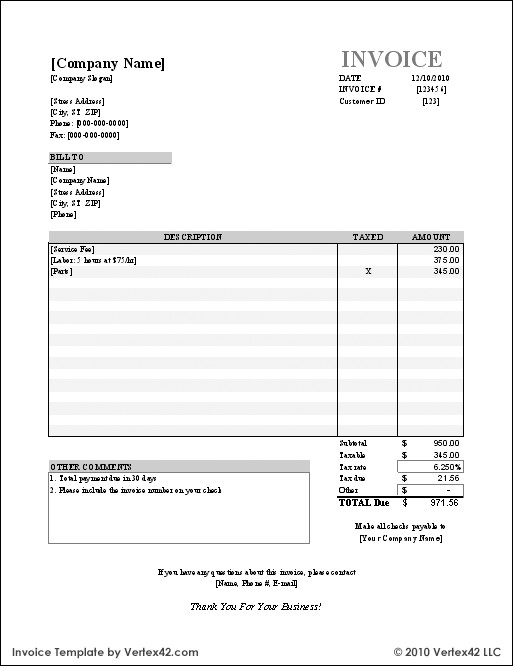 INVOICE
[Company Name]
[Company Slogan]
DATE 12/10/2010
INVOICE # [123456]
Customer ID [123]
[Street Address]
[City, ST ZIP]
Phone: [000-000-0000]
Fax: [000-000-0000]
BILL TO
[Name]
[Company Name]
[Street Address]
[City, ST ZIP]
[Phone]
DESCRIPTION TAXED AMOUNT
[Service Fee] 230.00
[Labor: 5 hours at $75/hr] 375.00
[Parts] X 345.00
Subtotal $ 950.00
Taxable $ 345.00
Tax rate 6.250%
Tax due $ 21.56
Other $ -
TOTAL Due $ 971.56
OTHER COMMENTS
1. Total payment due in 30 days
2. Please include the invoice number on your check
Make all checks payable to
[Your Company Name]
If you have any questions about this invoice, please contact
[Name, Phone #, E-mail]
Thank You For Your Business!
Invoice Template by Vertex42.com © 2010 Vertex42 LLC